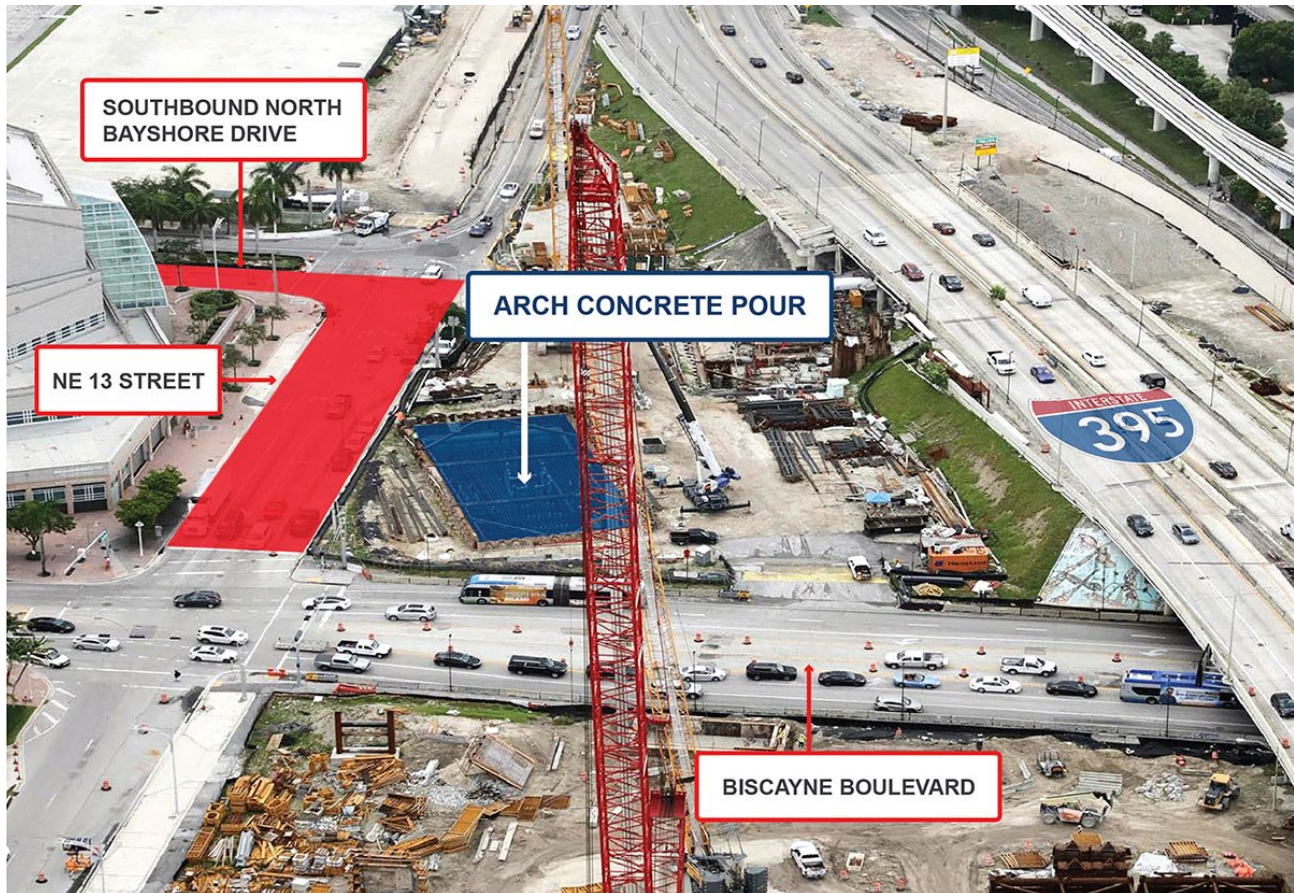 SOUTHBOUND NORTH
BAYSHORE DRIVE
ARCH CONCRETE POUR
NE 13 STREET
INTERSTATE
395
BISCAYNE BOULEVARD